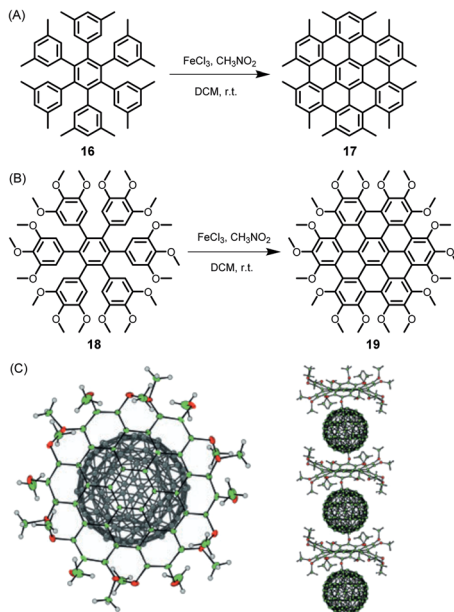 (A)
FeCl₃, CH₃NO₂
DCM, r.t.
16
17
(B)
O O O O
O O O O
O O O O
O O O O
FeCl₃, CH₃NO₂
O O O O
DCM, r.t.
O O O O
O O O O
O O O O
O O O O
18
19
(C)